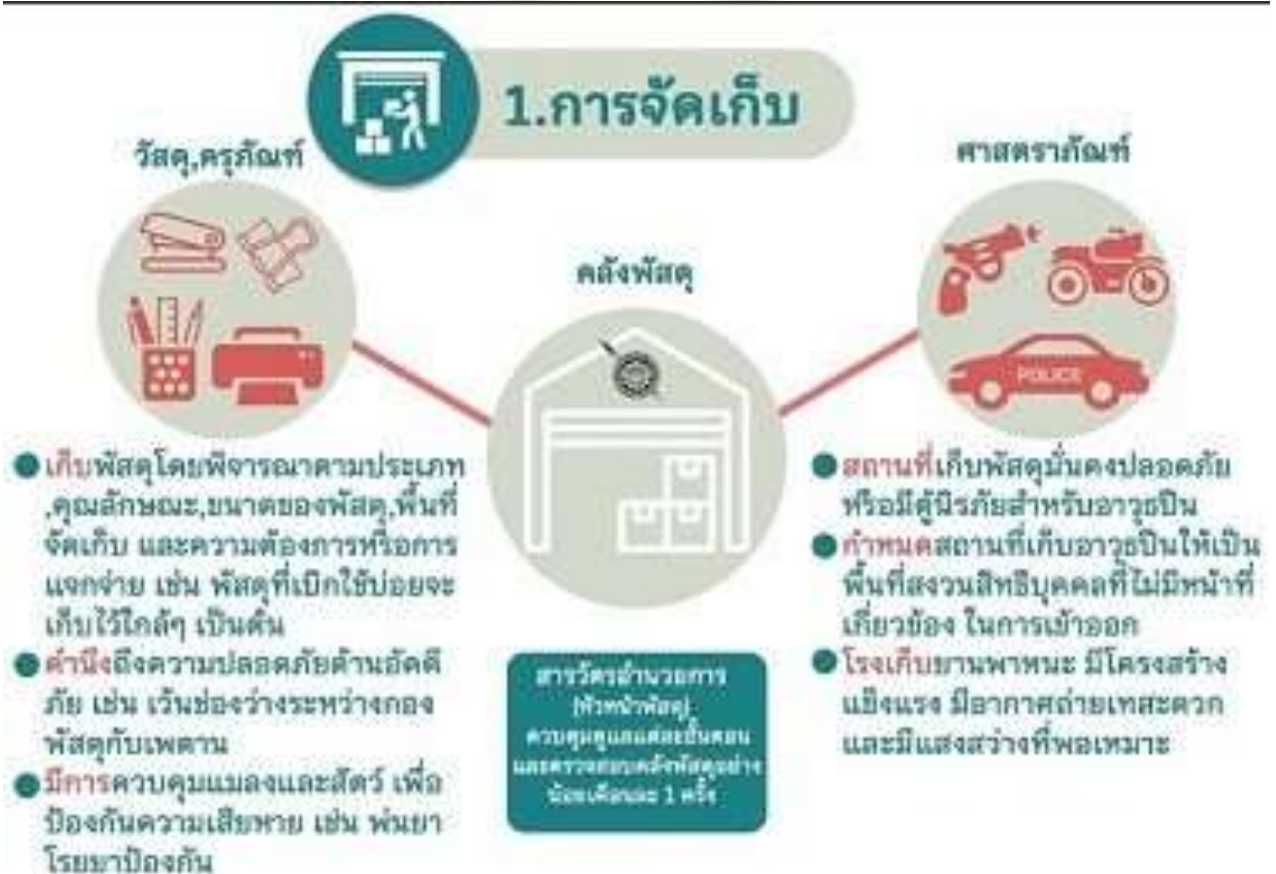 1.การจัดเก็บ
วัสดุ,ครุภัณฑ์
เก็บพัสดุโดยพิจารณาตามประเภท
,คุณลักษณะ,ขนาดของพัสดุ,พื้นที่
จัดเก็บ และความต้องการหรือการ
แจกจ่าย เช่น พัสดุที่เบิกใช้บ่อยจะ
เก็บไว้ใกล้ๆ เป็นต้น
คำนึงถึงความปลอดภัยด้านอัคคี
ภัย เช่น เว้นช่องว่างระหว่างกอง
พัสดุกับเพดาน
มีการควบคุมแมลงและสัตว์ เพื่อ
ป้องกันความเสียหาย เช่น พ่นยา
โรยยาป้องกัน
คลังพัสดุ
สารวัตรอำนวยการ
(หัวหน้าพัสดุ)
ควบคุมดูแลแต่ละขั้นตอน
และตรวจสอบคลังพัสดุอย่าง
น้อยเดือนละ 1 ครั้ง
ศาสตราภัณฑ์
POLICE
สถานที่เก็บพัสดุมั่นคงปลอดภัย
หรือมีตู้นิรภัยสำหรับอาวุธปืน
กำหนดสถานที่เก็บอาวุธปืนให้เป็น
พื้นที่สงวนสิทธิบุคคลที่ไม่มีหน้าที่
เกี่ยวข้อง ในการเข้าออก
โรงเก็บยานพาหนะ มีโครงสร้าง
แข็งแรง มีอากาศถ่ายเทสะดวก
และมีแสงสว่างที่พอเหมาะ